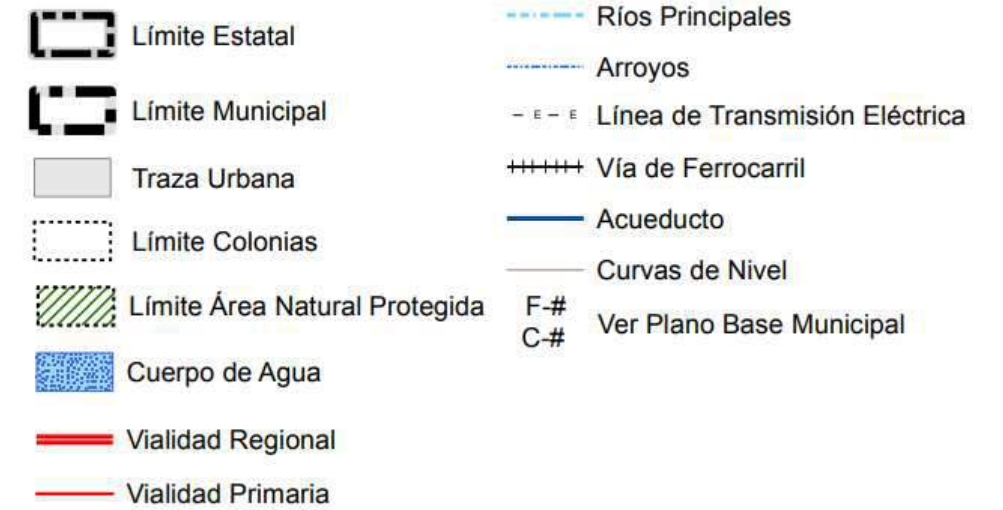 Límite Estatal
Límite Municipal
Traza Urbana
Límite Colonias
Límite Área Natural Protegida
Cuerpo de Agua
Vialidad Regional
Vialidad Primaria
Ríos Principales
Arroyos
E E Línea de Transmisión Eléctrica
Vía de Ferrocarril
Acueducto
Curvas de Nivel
F-#
C-#
Ver Plano Base Municipal